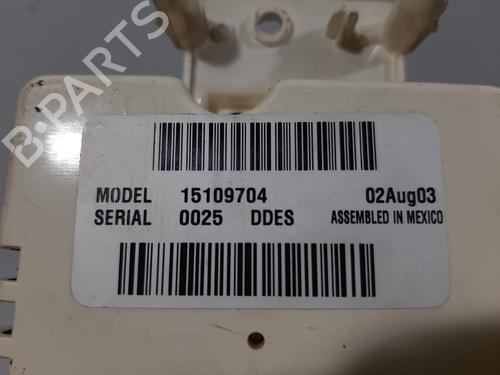 B-PARTS
MODEL 15109704 02Aug03
SERIAL 0025 DDES ASSEMBLED IN MEXICO